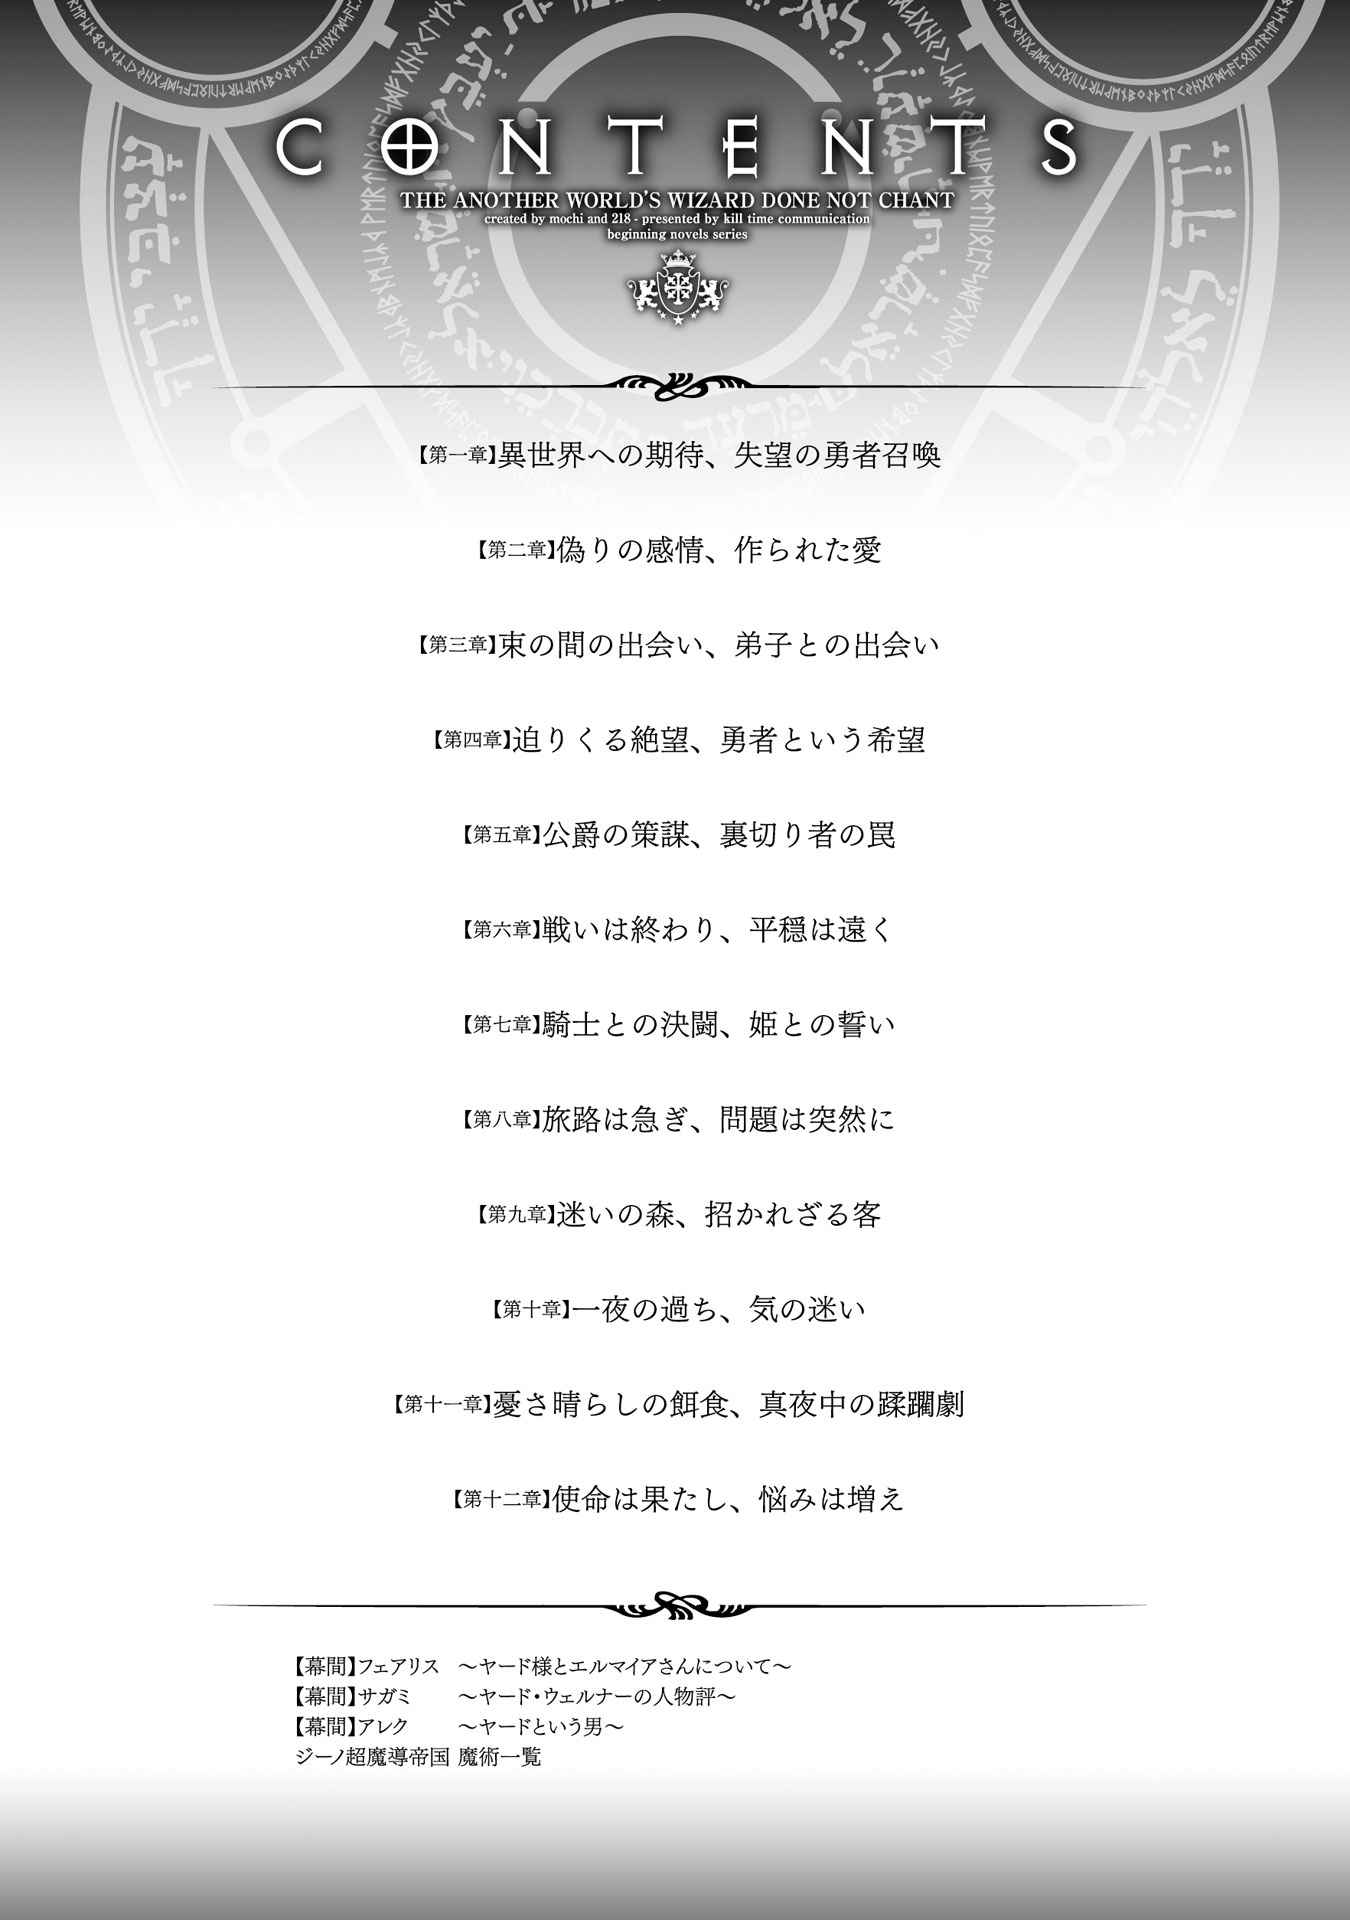 CONTENTS
THE ANOTHER WORLD'S WIZARD DONE NOT CHANT
created by mochi and 218 - presented by kill time communication
beginning novels series
【第一章】異世界への期待、失望の勇者召喚
【第二章】偽りの感情、作られた愛
【第三章】束の間の出会い、弟子との出会い
【第四章】迫りくる絶望、勇者という希望
【第五章】公爵の策謀、裏切り者の罠
【第六章】戦いは終わり、平穏は遠く
【第七章】騎士との決闘、姫との誓い
【第八章】旅路は急ぎ、問題は突然に
【第九章】迷いの森、招かれざる客
【第十章】一夜の過ち、気の迷い
【第十一章】憂さ晴らしの餌食、真夜中の蹂躙劇
【第十二章】使命は果たし、悩みは増え
【幕間】フェアリス ～ヤード様とエルマイアさんについて～
【幕間】サガミ ～ヤード・ウェルナーの人物評～
【幕間】アレク ～ヤードという男～
ジーノ超魔導帝国 魔術一覧